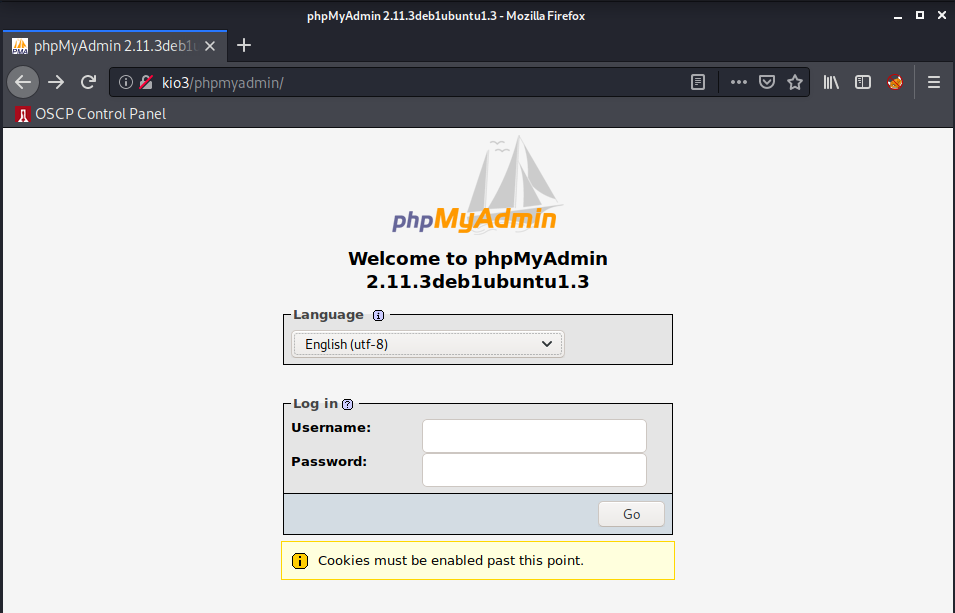 phpMyAdmin 2.11.3deb1ubuntu1.3 - Mozilla Firefox
phpMyAdmin 2.11.3deb1u
kio3/phpmyadmin/
OSCP Control Panel
phpMyAdmin
Welcome to phpMyAdmin
2.11.3deb1ubuntu1.3
Language
English (utf-8)
Log in
Username:
Password:
Go
Cookies must be enabled past this point.